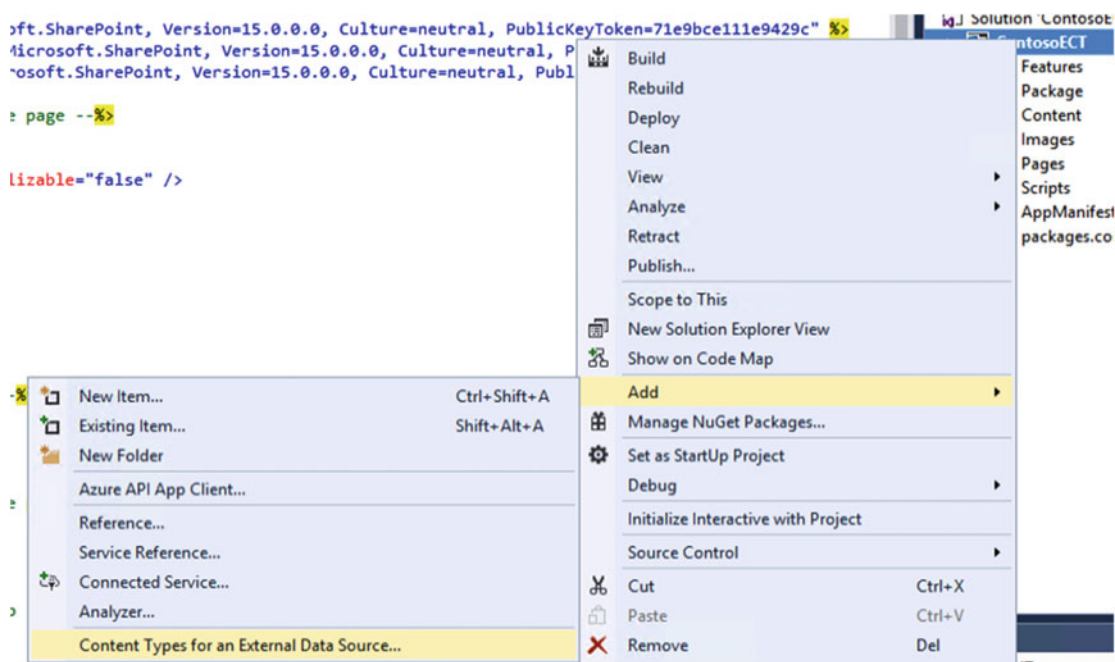 oft.SharePoint, Version=15.0.0.0, Culture=neutral, PublicKeyToken=71e9bce111e9429c" %>
Microsoft.SharePoint, Version=15.0.0.0, Culture=neutral, P
rosoft.SharePoint, Version=15.0.0.0, Culture=neutral, Publ
e page --%>
lizable="false" />
-%
e
Solution 'ContosoE
ntosoECT
Features
Package
Content
Images
Pages
Scripts
AppManifest
packages.co
Build
Rebuild
Deploy
Clean
View
Analyze
Retract
Publish...
Scope to This
New Solution Explorer View
Show on Code Map
Add
Manage NuGet Packages...
Set as StartUp Project
Debug
Initialize Interactive with Project
Source Control
Cut Ctrl+X
Paste Ctrl+V
Remove Del
New Item... Ctrl+Shift+A
Existing Item... Shift+Alt+A
New Folder
Azure API App Client...
Reference...
Service Reference...
Connected Service...
Analyzer...
Content Types for an External Data Source...